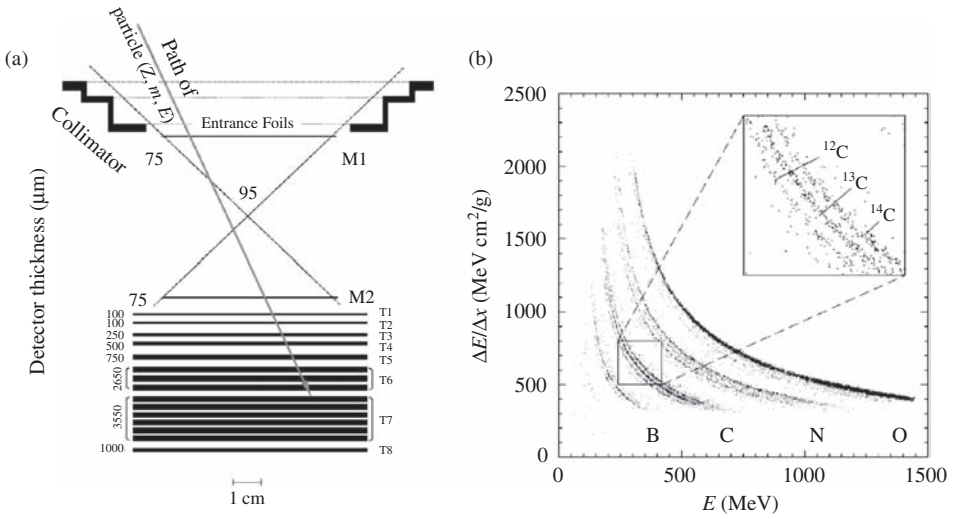 (a)
Path of
particle (Z, m, E)
Collimator
Entrance Foils
75
M1
95
75
M2
Detector thickness (μm)
100
T1
100
T2
250
T3
500
T4
750
T5
2650
T6
3550
T7
1000
T8
1 cm
(b)
ΔE/Δx (MeV cm²/g)
2500
2000
1500
1000
500
0
¹²C
¹³C
¹⁴C
B C N O
0 500 1000 1500
E (MeV)